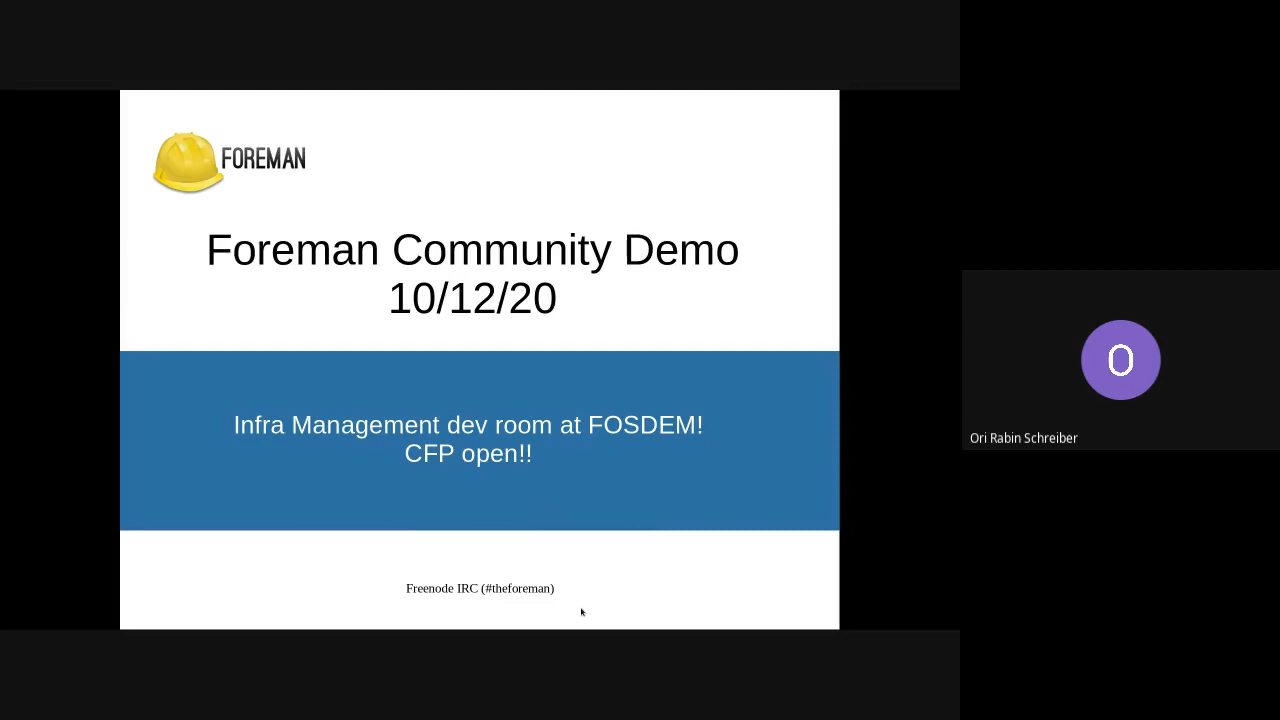 FOREMAN
Foreman Community Demo
10/12/20
Infra Management dev room at FOSDEM!
CFP open!!
Freenode IRC (#theforeman)
O
Ori Rabin Schreiber